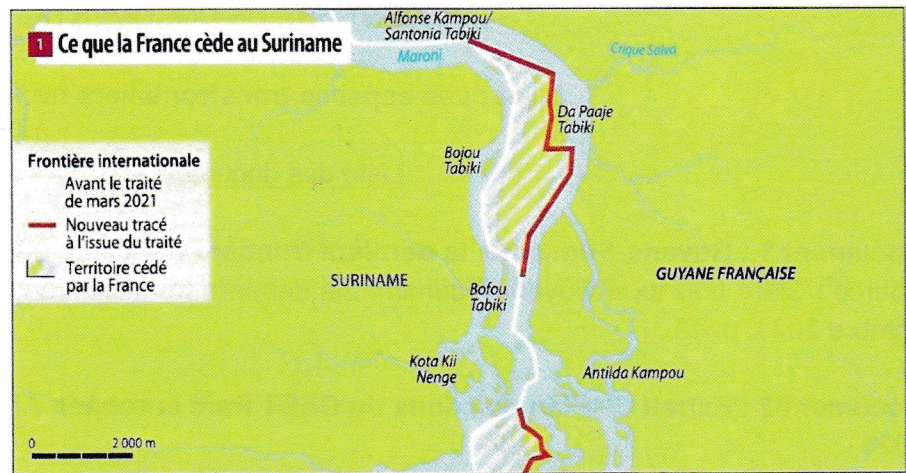 1 Ce que la France cède au Suriname
Alfonse Kampou/
Santonia Tabiki
Maroni
Crique Salva
Da Paaje
Tabiki
Bojou
Tabiki
Frontière internationale
Avant le traité
de mars 2021
Nouveau tracé
à l'issue du traité
Territoire cédé
par la France
SURINAME
GUYANE FRANÇAISE
Bofou
Tabiki
Kota Kii
Nenge
Antilda Kampou
0 2 000 m